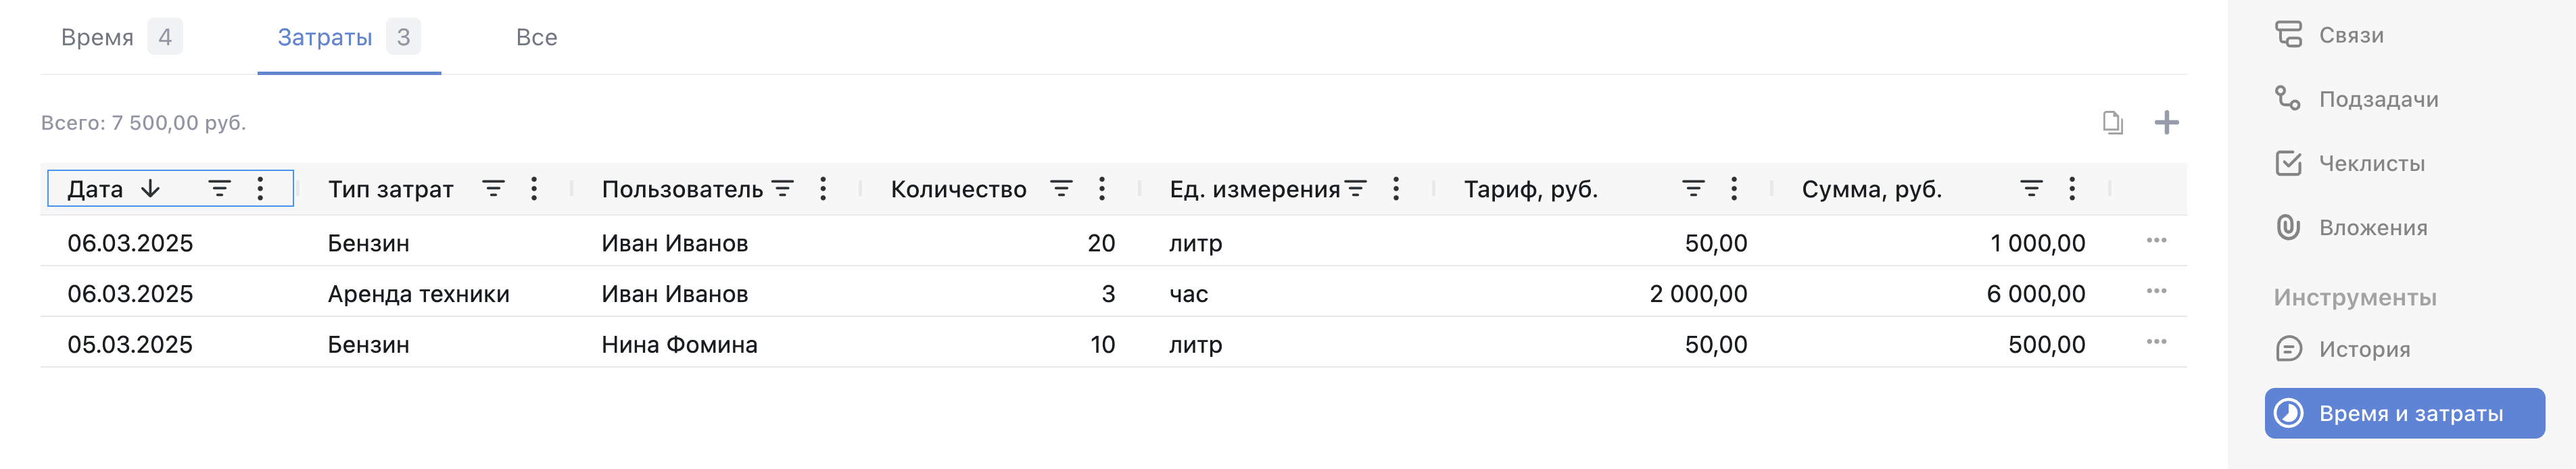 Время 4 Затраты 3 Все
Всего: 7 500,00 руб.
Дата Тип затрат Пользователь Количество Ед. измерения Тариф, руб. Сумма, руб.
06.03.2025 Бензин Иван Иванов 20 литр 50,00 1 000,00
06.03.2025 Аренда техники Иван Иванов 3 час 2 000,00 6 000,00
05.03.2025 Бензин Нина Фомина 10 литр 50,00 500,00
Связи
Подзадачи
Чеклисты
Вложения
Инструменты
История
Время и затраты